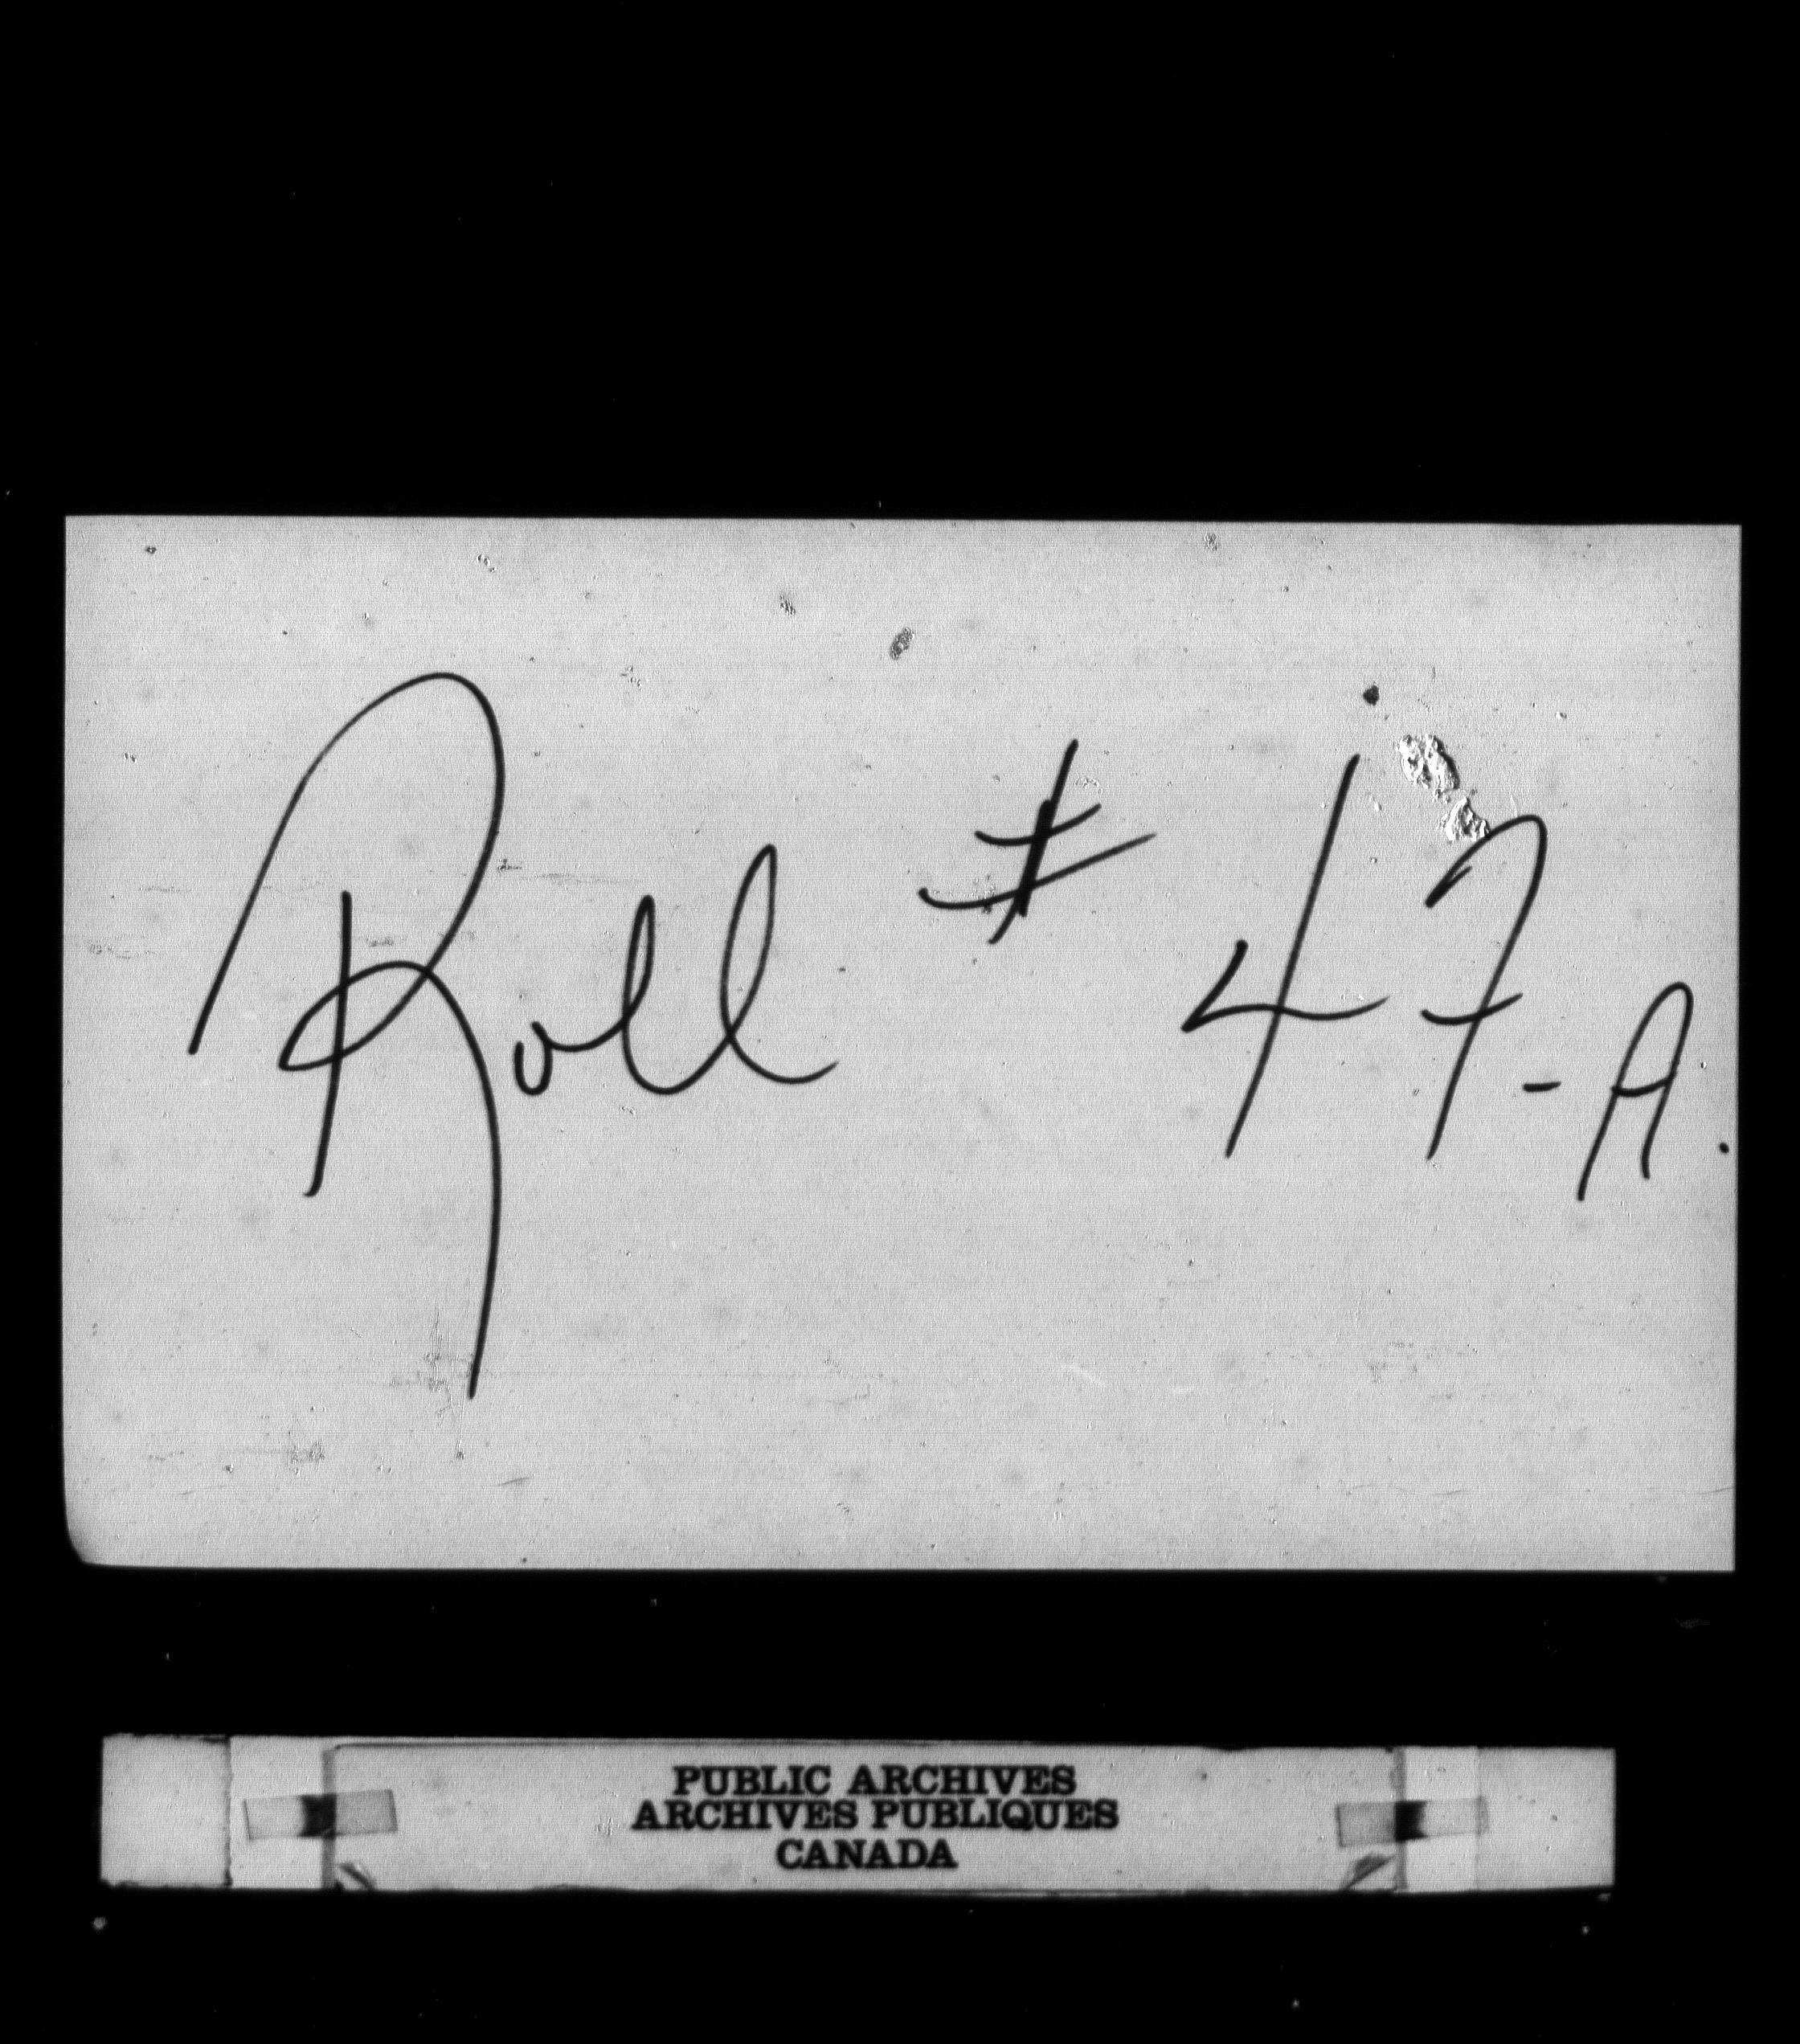 Roll # 47-A.
PUBLIC ARCHIVES
ARCHIVES PUBLIQUES
CANADA